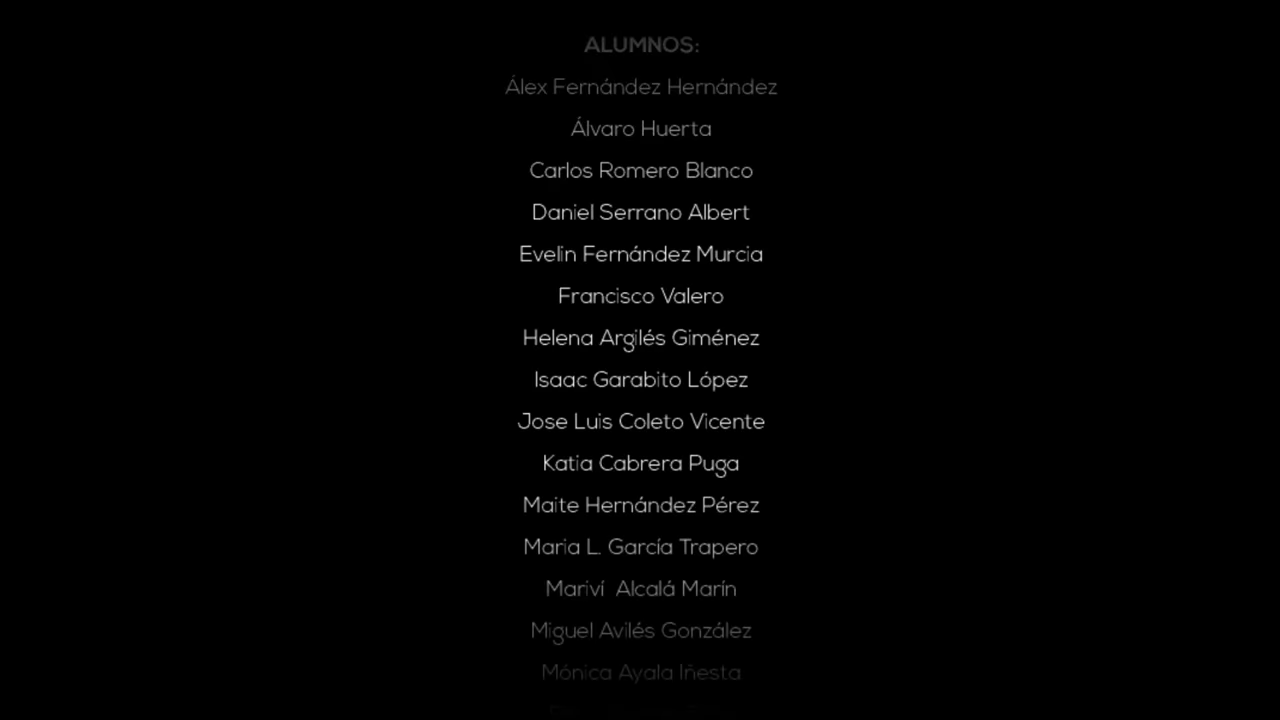 ALUMNOS:
Álex Fernández Hernández
Álvaro Huerta
Carlos Romero Blanco
Daniel Serrano Albert
Evelin Fernández Murcia
Francisco Valero
Helena Argilés Giménez
Isaac Garabito López
Jose Luis Coleto Vicente
Katia Cabrera Puga
Maite Hernández Pérez
Maria L. García Trapero
Mariví  Alcalá Marín
Miguel Avilés González
Mónica Ayala Iñesta